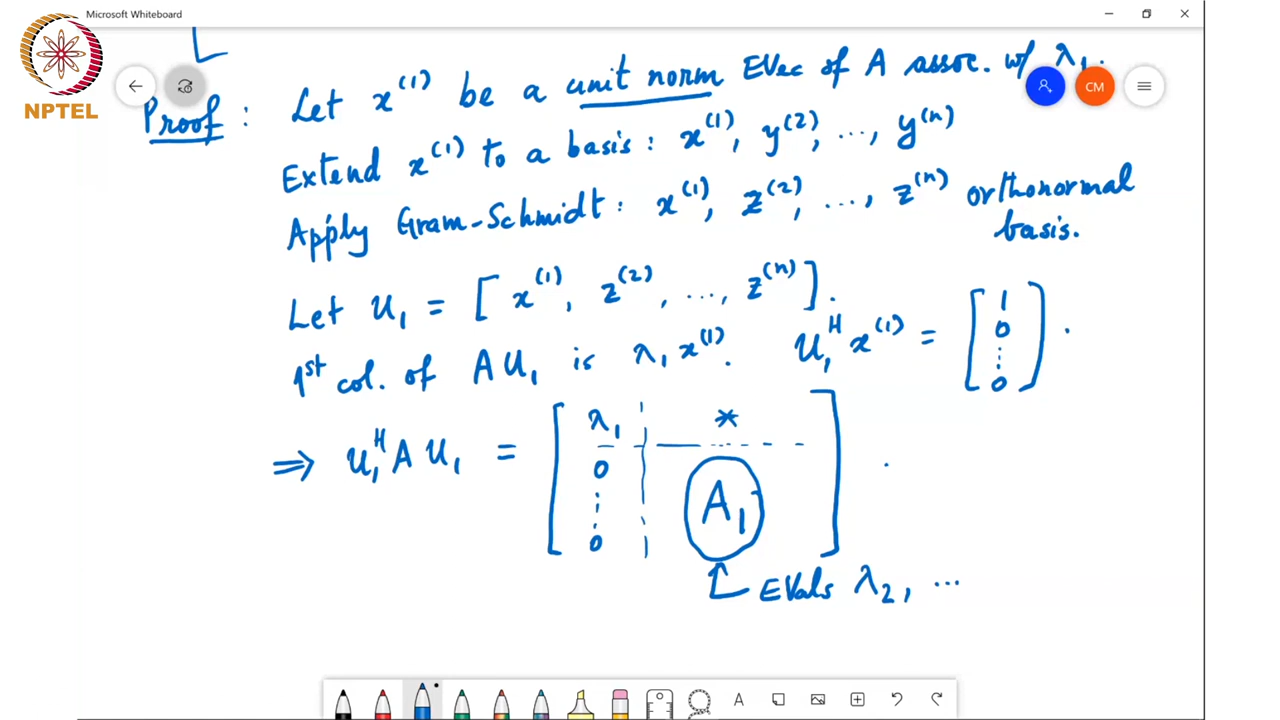 Microsoft Whiteboard
NPTEL
CM
Proof : Let x^(1) be a unit norm EVec of A assoc. w/ λ₁.
Extend x^(1) to a basis : x^(1), y^(2), ..., y^(n)
Apply Gram-Schmidt : x^(1), z^(2), ..., z^(n) orthonormal basis.
Let U₁ = [ x^(1), z^(2), ..., z^(n) ].
1st col. of A U₁ is λ₁ x^(1). U₁^H x^(1) = [ 1 0 ⋮ 0 ] .
⇒ U₁^H A U₁ = [ λ₁ *
0
⋮ A₁
0 ] .
EVals λ₂, ...
A